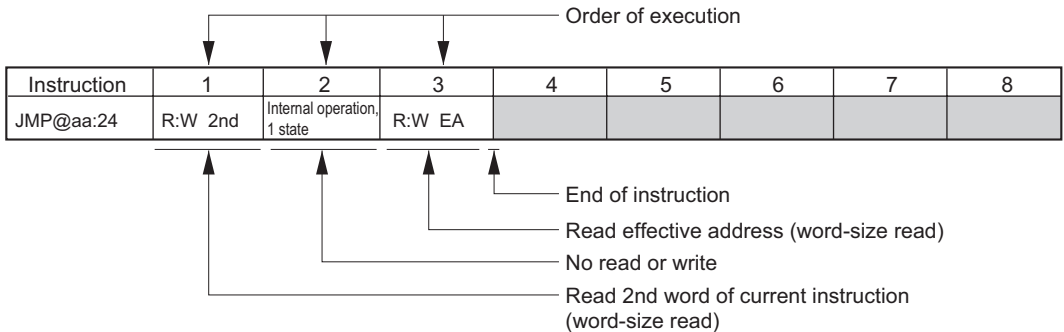 Order of execution
Instruction 1 2 3 4 5 6 7 8
JMP@aa:24 R:W 2nd Internal operation, 1 state R:W EA
End of instruction
Read effective address (word-size read)
No read or write
Read 2nd word of current instruction
(word-size read)